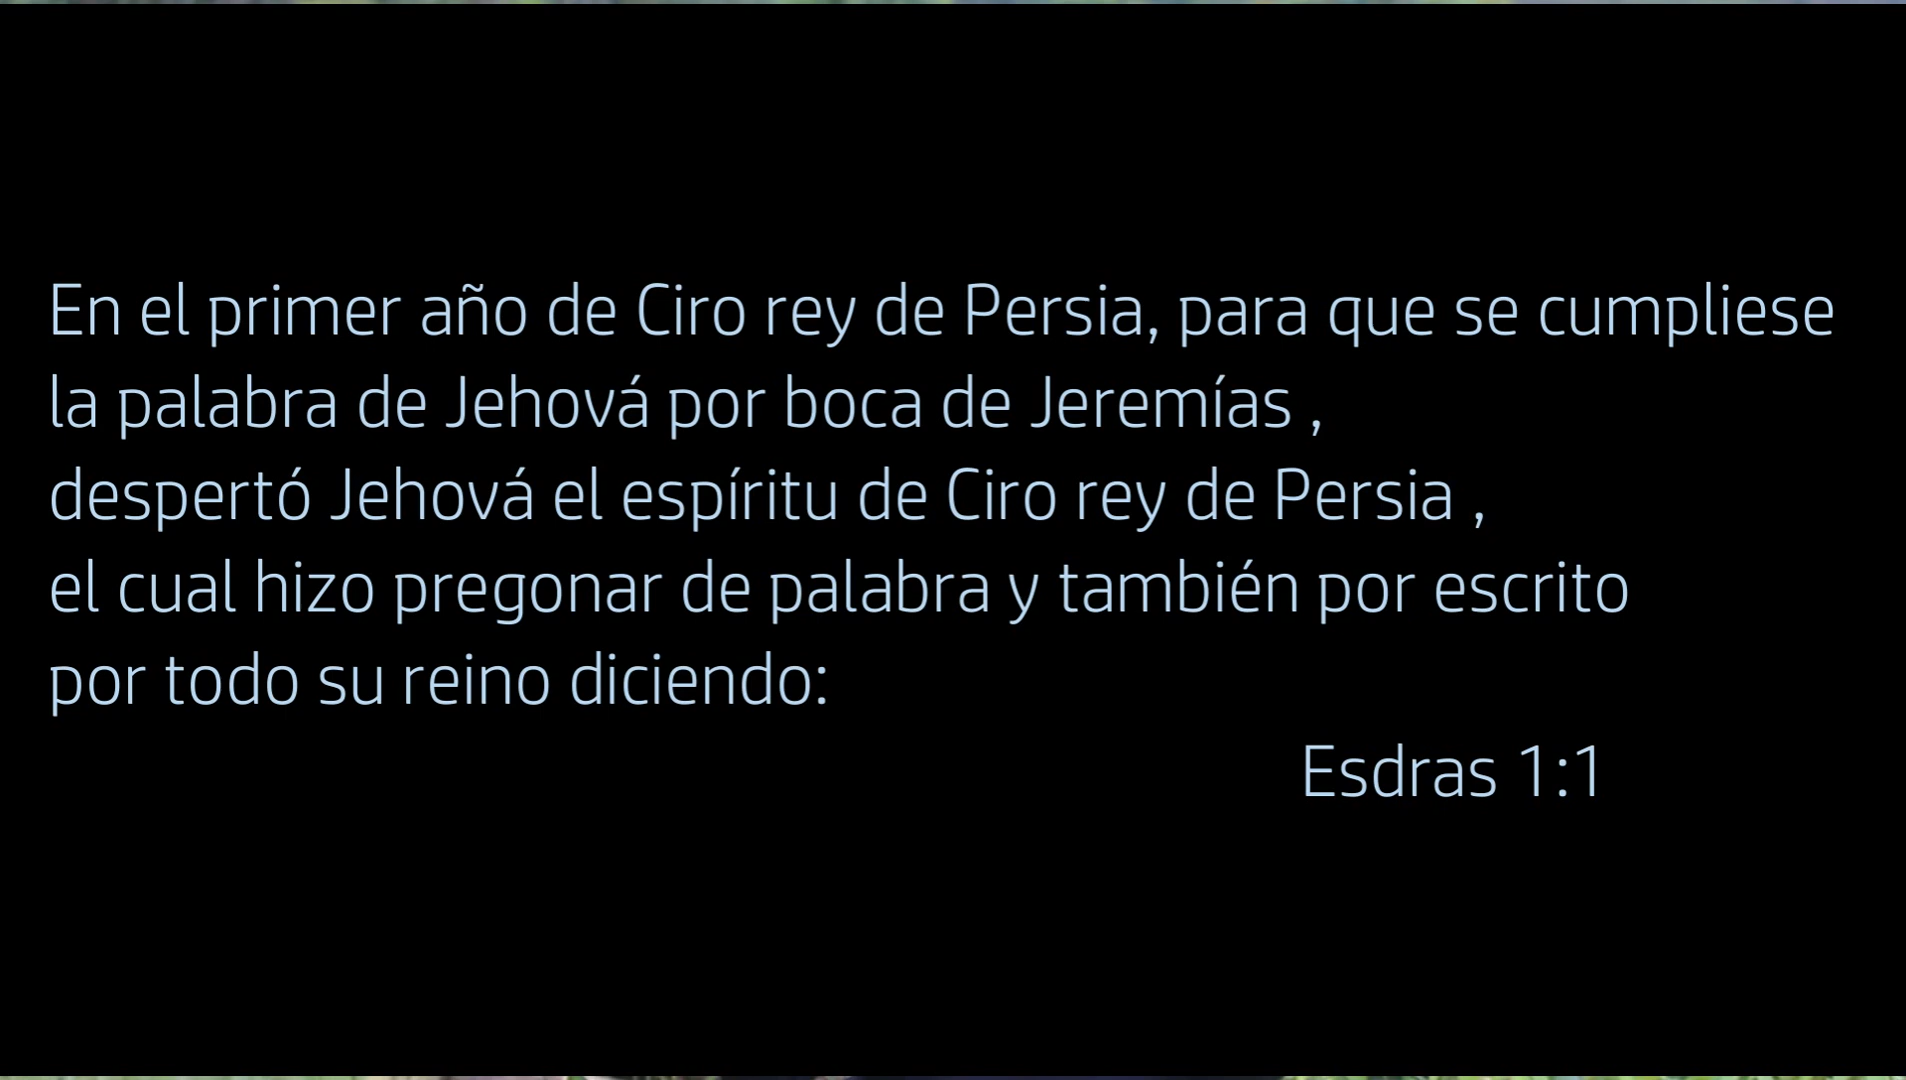 En el primer año de Ciro rey de Persia, para que se cumpliese
la palabra de Jehová por boca de Jeremías ,
despertó Jehová el espíritu de Ciro rey de Persia ,
el cual hizo pregonar de palabra y también por escrito
por todo su reino diciendo:
Esdras 1:1